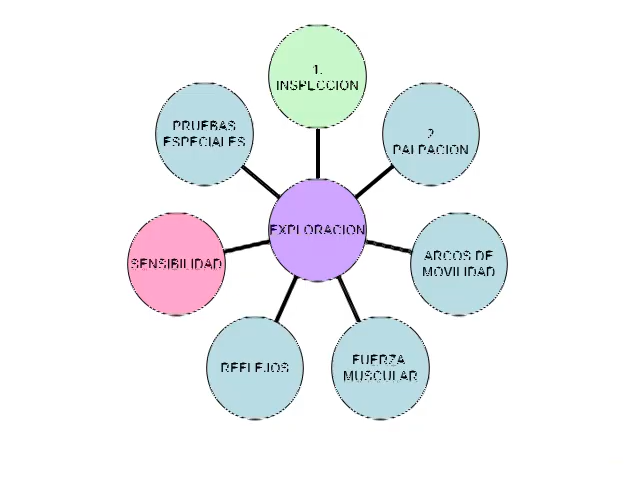 1.
INSPECCION
2
PALPACION
ARCOS DE
MOVILIDAD
FUERZA
MUSCULAR
REFLEJOS
SENSIBILIDAD
PRUEBAS
ESPECIALES
EXPLORACION